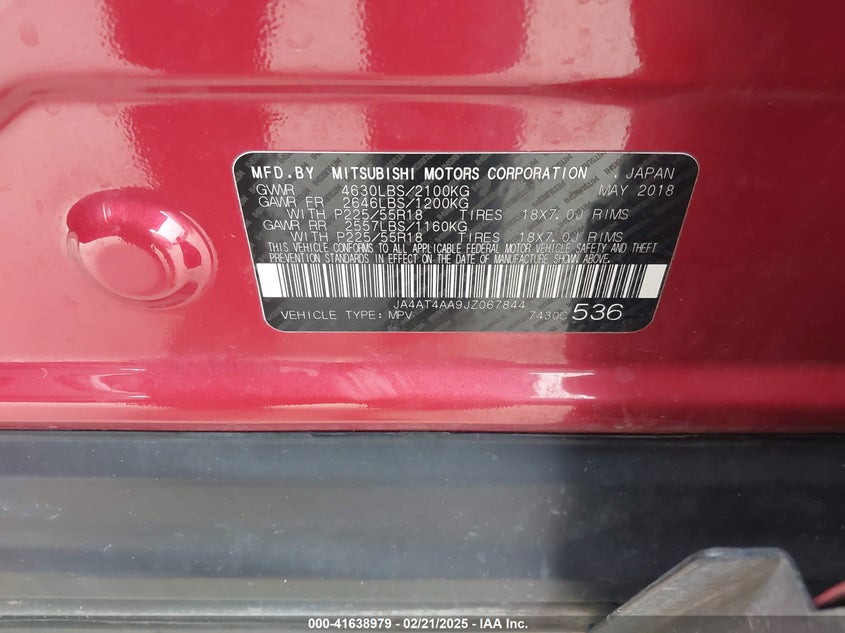 MFD.BY MITSUBISHI MOTORS CORPORATION . JAPAN
GVWR 4630LBS/2100KG MAY 2018
GAWR FR 2646LBS/1200KG
WITH P225/55R18 TIRES 18X7.0J RIMS
GAWR RR 2557LBS/1160KG
WITH P225/55R18 TIRES 18X7.0J RIMS
THIS VEHICLE CONFORMS TO ALL APPLICABLE FEDERAL MOTOR VEHICLE SAFETY AND THEFT
PREVENTION STANDARDS IN EFFECT ON THE DATE OF MANUFACTURE SHOWN ABOVE.
JA4AT4AA9JZ067844
VEHICLE TYPE: MPV 7430C 536
000-41638979 - 02/21/2025 - IAA Inc.